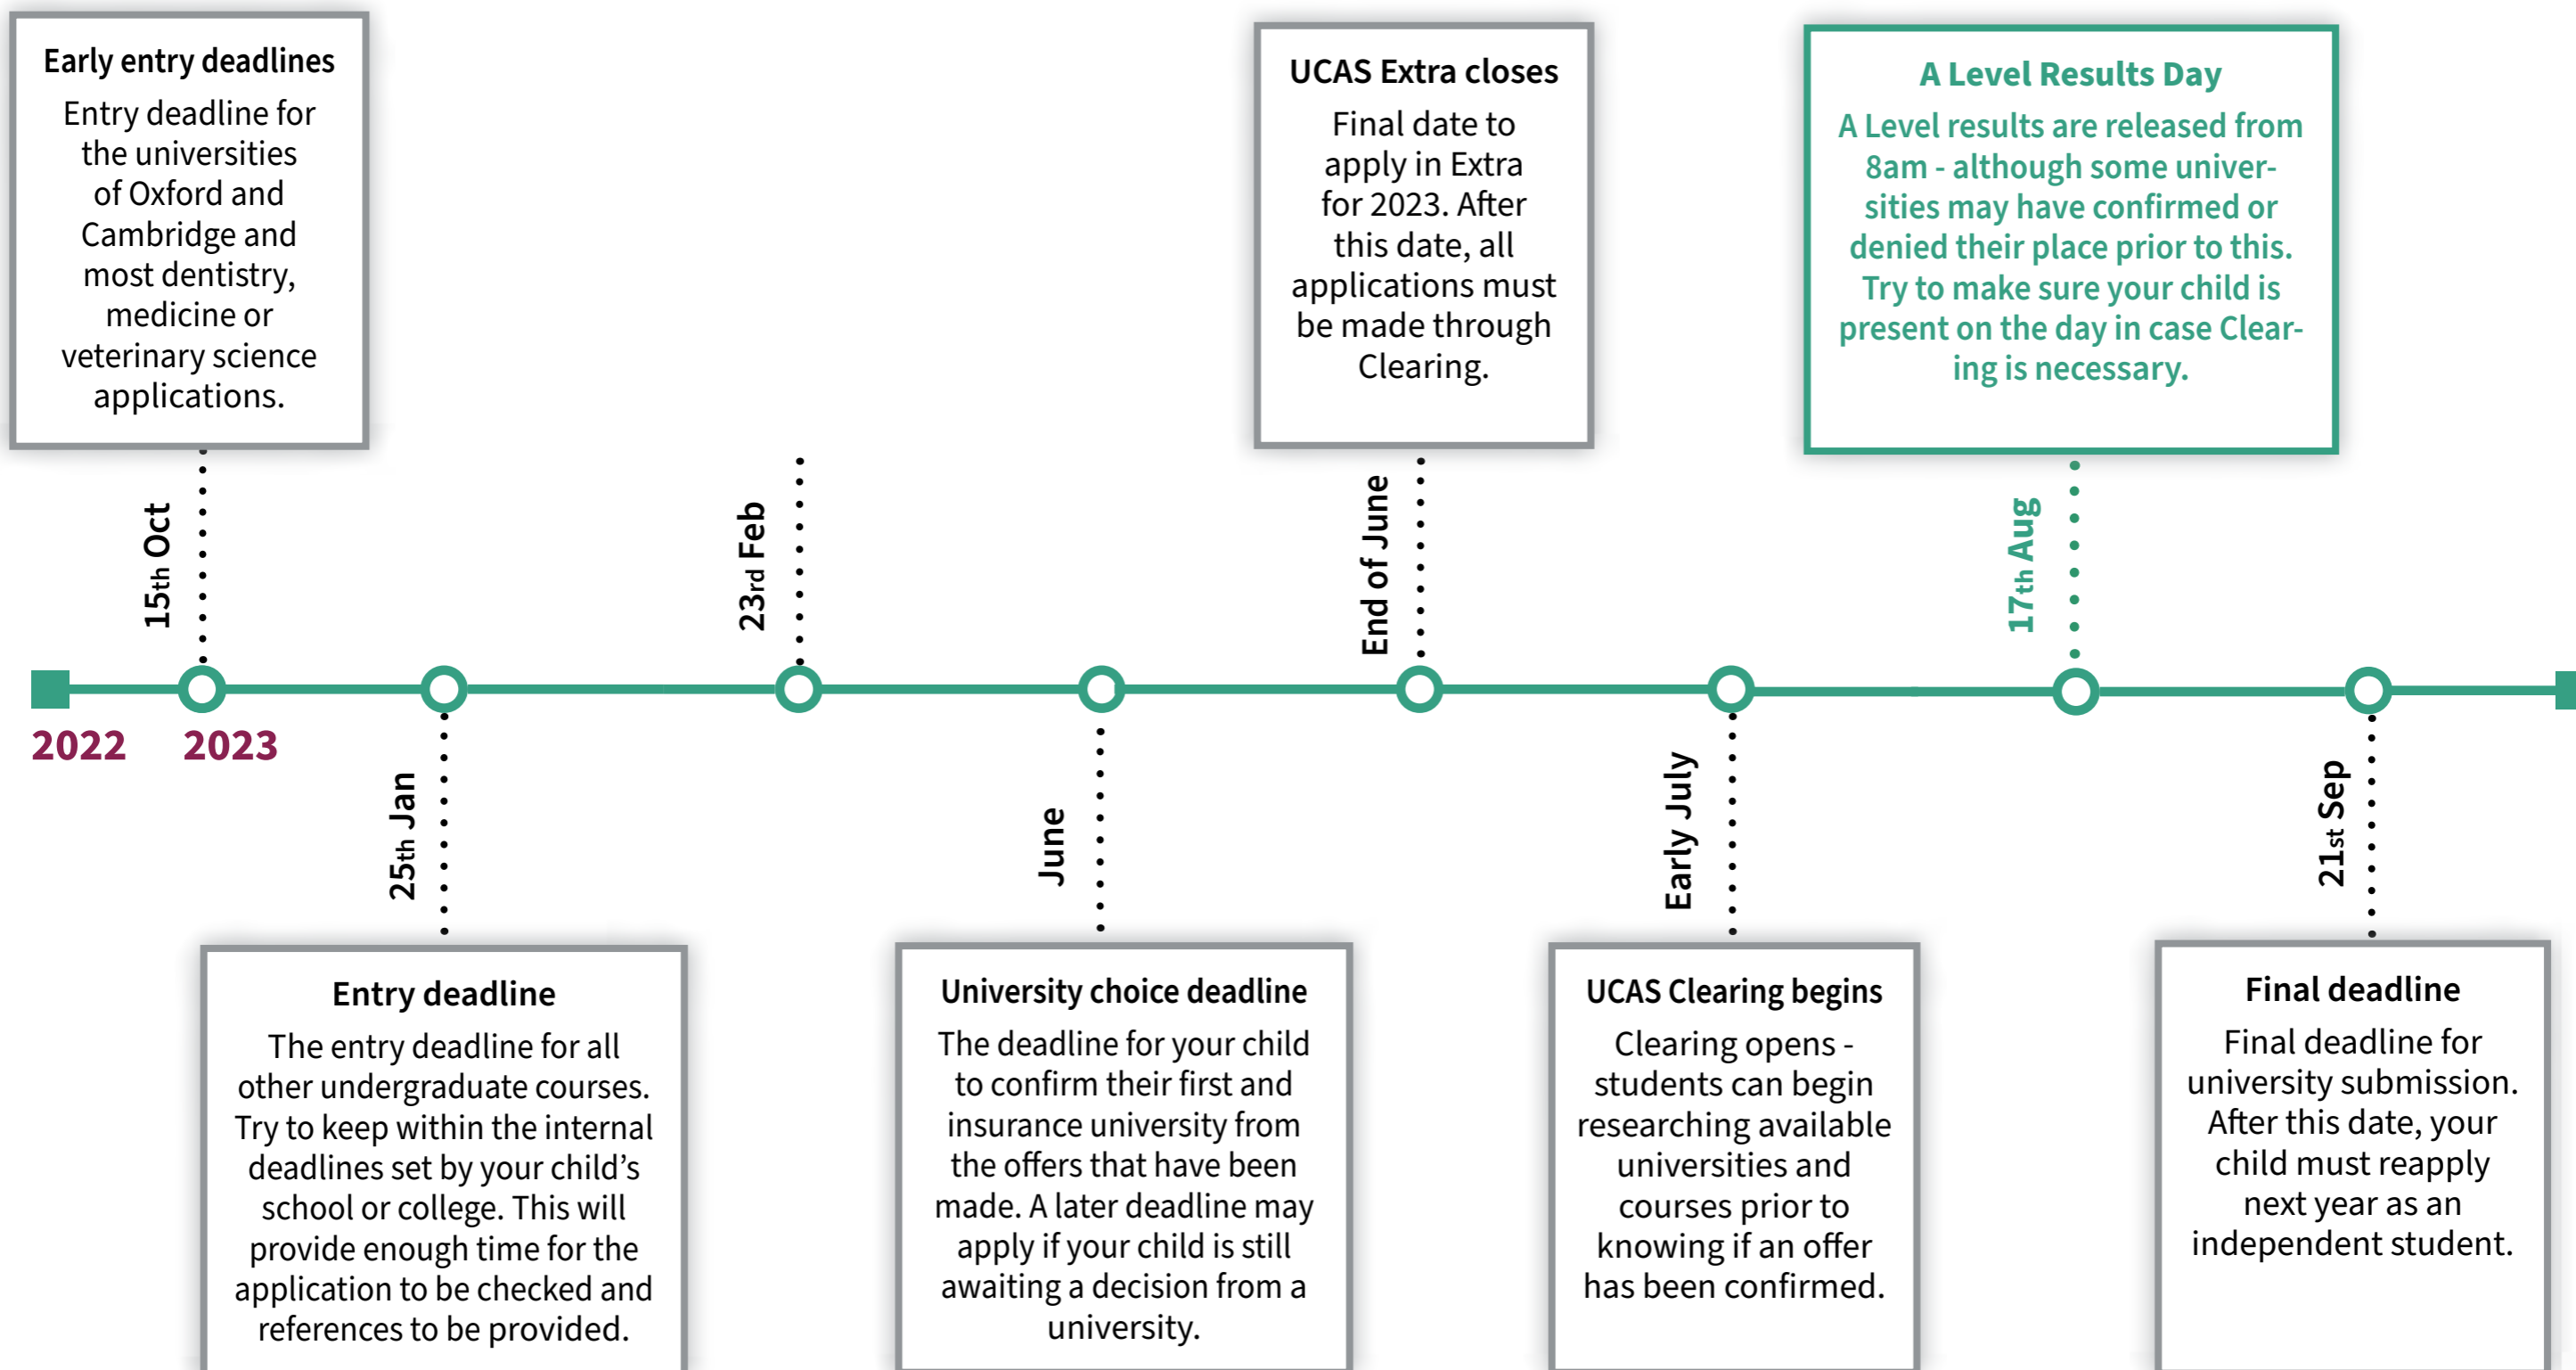 Early entry deadlines
Entry deadline for
the universities
of Oxford and
Cambridge and
most dentistry,
medicine or
veterinary science
applications.
UCAS Extra closes
Final date to
apply in Extra
for 2023. After
this date, all
applications must
be made through
Clearing.
A Level Results Day
A Level results are released from
8am - although some univer-
sities may have confirmed or
denied their place prior to this.
Try to make sure your child is
present on the day in case Clear-
ing is necessary.
15th Oct
23rd Feb
End of June
17th Aug
2022
2023
25th Jan
June
Early July
21st Sep
Entry deadline
The entry deadline for all
other undergraduate courses.
Try to keep within the internal
deadlines set by your child’s
school or college. This will
provide enough time for the
application to be checked and
references to be provided.
University choice deadline
The deadline for your child
to confirm their first and
insurance university from
the offers that have been
made. A later deadline may
apply if your child is still
awaiting a decision from a
university.
UCAS Clearing begins
Clearing opens -
students can begin
researching available
universities and
courses prior to
knowing if an offer
has been confirmed.
Final deadline
Final deadline for
university submission.
After this date, your
child must reapply
next year as an
independent student.